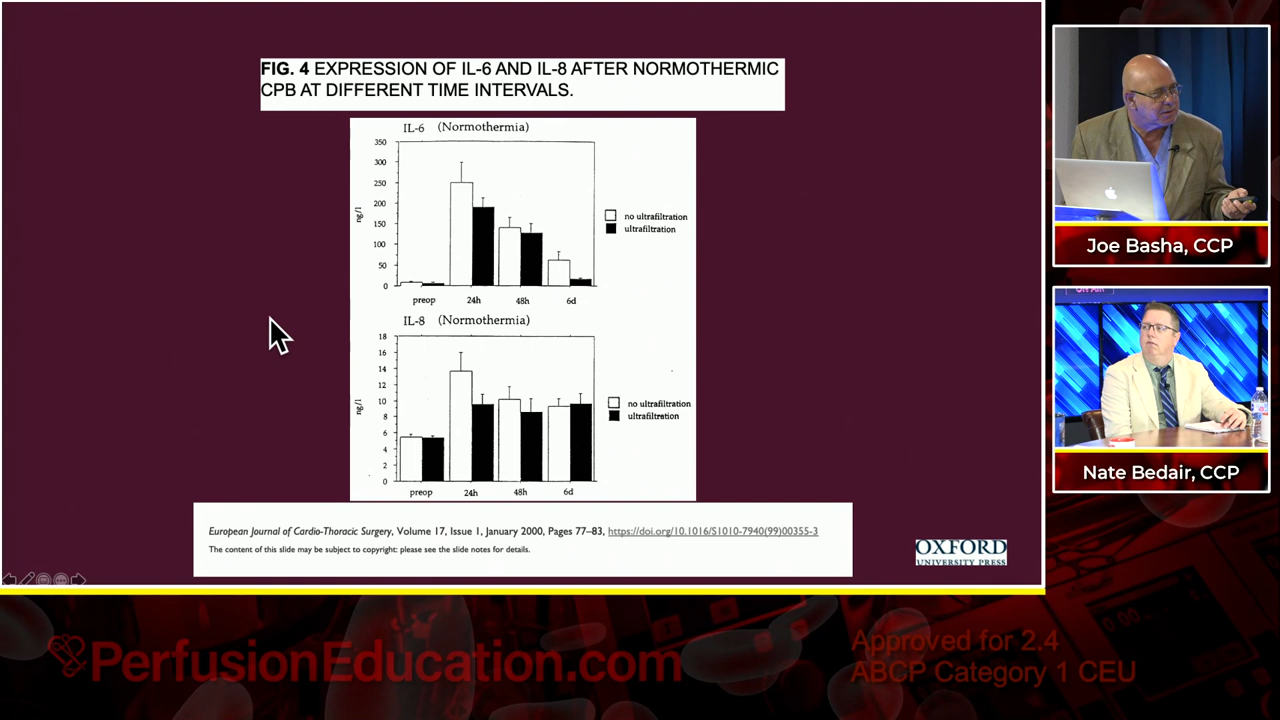 FIG. 4 EXPRESSION OF IL-6 AND IL-8 AFTER NORMOTHERMIC
CPB AT DIFFERENT TIME INTERVALS.
IL-6 (Normothermia)
350
300
250
200
150
100
50
0
ng/l
preop 24h 48h 6d
no ultrafiltration
ultrafiltration
IL-8 (Normothermia)
18
16
14
12
10
8
6
4
2
0
ng/l
preop 24h 48h 6d
no ultrafiltration
ultrafiltration
European Journal of Cardio-Thoracic Surgery, Volume 17, Issue 1, January 2000, Pages 77–83, https://doi.org/10.1016/S1010-7940(99)00355-3
The content of this slide may be subject to copyright: please see the slide notes for details.
OXFORD
UNIVERSITY PRESS
Joe Basha, CCP
Nate Bedair, CCP
PerfusionEducation.com
Approved for 2.4
ABCP Category 1 CEU